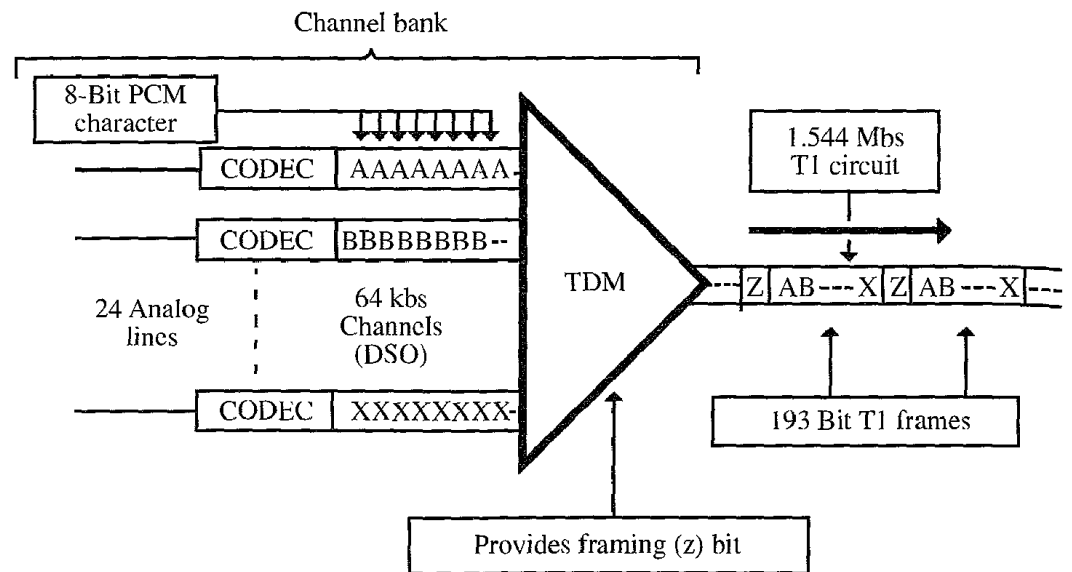 Channel bank
8-Bit PCM
character
1.544 Mbs
T1 circuit
CODEC
AAAAAAAA
CODEC
BBBBBBBB--
TDM
----
Z
AB---X
Z
AB---X
----
24 Analog
lines
64 kbs
Channels
(DSO)
CODEC
XXXXXXXX-
193 Bit T1 frames
Provides framing (z) bit